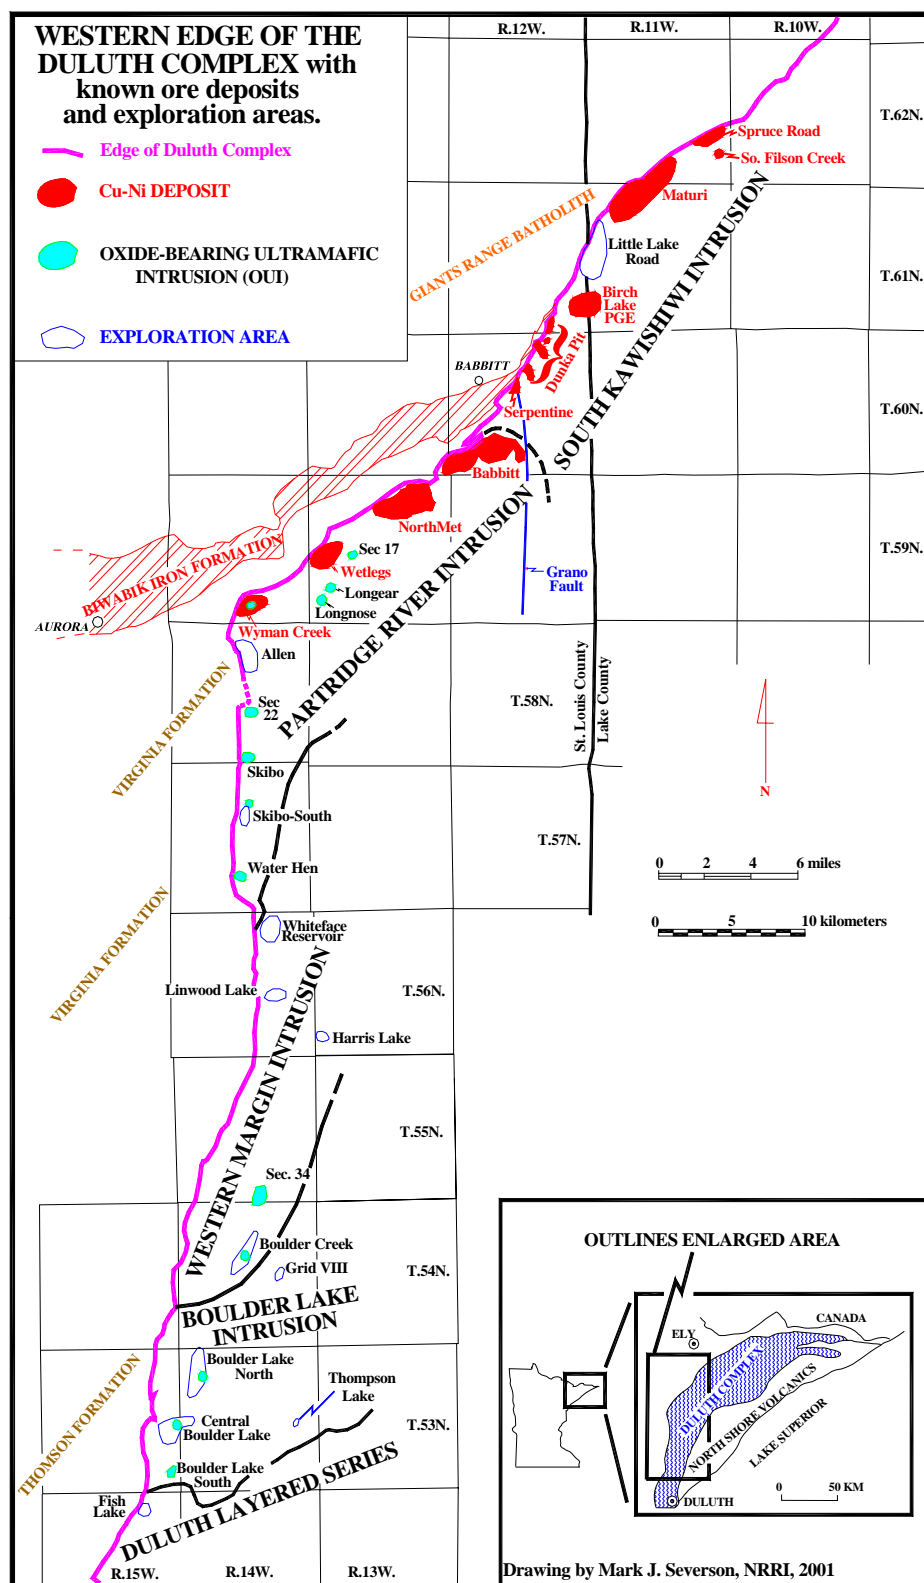 WESTERN EDGE OF THE
DULUTH COMPLEX with
known ore deposits
and exploration areas.
Edge of Duluth Complex
Cu-Ni DEPOSIT
OXIDE-BEARING ULTRAMAFIC
INTRUSION (OUI)
EXPLORATION AREA
R.12W.
R.11W.
R.10W.
T.62N.
Spruce Road
So. Filson Creek
Maturi
GIANTS RANGE BATHOLITH
Little Lake
Road
T.61N.
Birch
Lake
PGE
SOUTH KAWISHIWI INTRUSION
Dunka Pit
BABBITT
Serpentine
T.60N.
Babbitt
NorthMet
BIWABIK IRON FORMATION
Sec 17
Wetlegs
Longear
Longnose
Grano
Fault
T.59N.
PARTRIDGE RIVER INTRUSION
AURORA
Wyman Creek
Allen
VIRGINIA FORMATION
Sec
22
T.58N.
St. Louis County
Lake County
Skibo
N
Skibo-South
T.57N.
0 2 4 6 miles
Water Hen
0 5 10 kilometers
VIRGINIA FORMATION
Whiteface
Reservoir
Linwood Lake
T.56N.
Harris Lake
WESTERN MARGIN INTRUSION
T.55N.
Sec. 34
Boulder Creek
Grid VIII
T.54N.
BOULDER LAKE
INTRUSION
Boulder Lake
North
Thompson
Lake
THOMSON FORMATION
Central
Boulder Lake
T.53N.
Boulder Lake
South
Fish
Lake
DULUTH LAYERED SERIES
R.15W.
R.14W.
R.13W.
OUTLINES ENLARGED AREA
CANADA
ELY
DULUTH COMPLEX
NORTH SHORE VOLCANICS
LAKE SUPERIOR
DULUTH
0 50 KM
Drawing by Mark J. Severson, NRRI, 2001